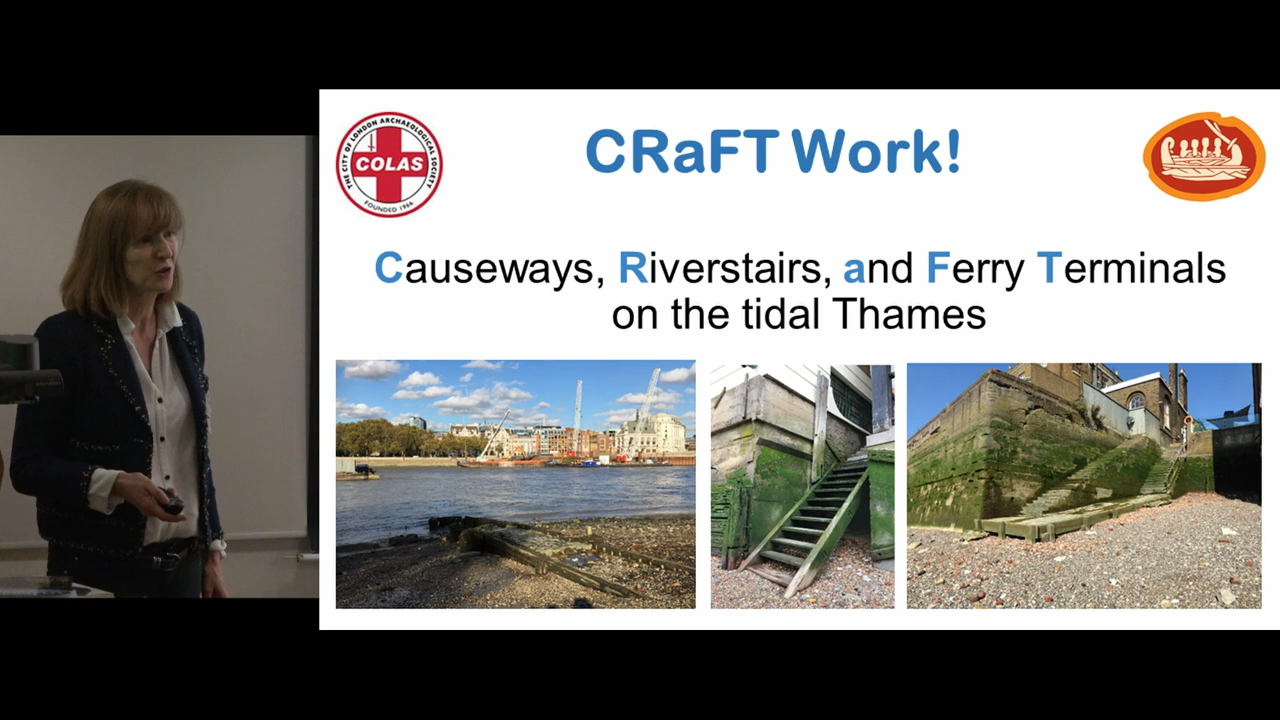 THE CITY OF LONDON ARCHAEOLOGICAL SOCIETY
COLAS
FOUNDED 1966
CRaFT Work!
Causeways, Riverstairs, and Ferry Terminals
on the tidal Thames